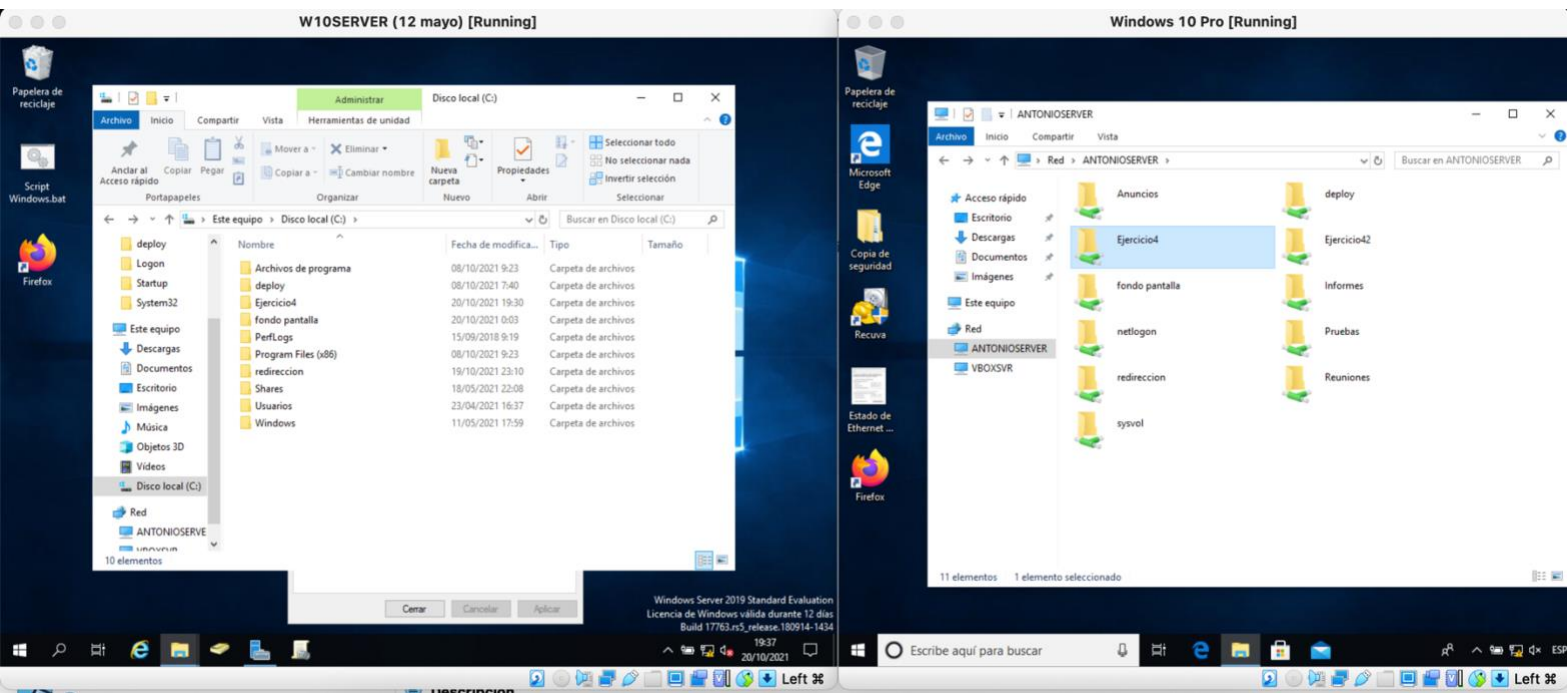 W10SERVER (12 mayo) [Running]
Papelera de
reciclaje
Script
Windows.bat
Firefox
Administrar
Disco local (C:)
Archivo Inicio Compartir Vista Herramientas de unidad
Anclar al
Acceso rápido
Copiar
Pegar
Mover a
Copiar a
Eliminar
Cambiar nombre
Nueva
carpeta
Propiedades
Seleccionar todo
No seleccionar nada
Invertir selección
Portapapeles Organizar Nuevo Abrir Seleccionar
Este equipo > Disco local (C:) >
Buscar en Disco local (C:)
deploy
Logon
Startup
System32
Este equipo
Descargas
Documentos
Escritorio
Imágenes
Música
Objetos 3D
Vídeos
Disco local (C:)
Red
ANTONIOSERVE
Nombre Fecha de modifica... Tipo Tamaño
Archivos de programa 08/10/2021 9:23 Carpeta de archivos
deploy 08/10/2021 7:40 Carpeta de archivos
Ejercicio4 20/10/2021 19:30 Carpeta de archivos
fondo pantalla 20/10/2021 0:03 Carpeta de archivos
PerfLogs 15/09/2018 9:19 Carpeta de archivos
Program Files (x86) 08/10/2021 9:23 Carpeta de archivos
redireccion 19/10/2021 23:10 Carpeta de archivos
Shares 18/05/2021 22:08 Carpeta de archivos
Usuarios 23/04/2021 16:37 Carpeta de archivos
Windows 11/05/2021 17:59 Carpeta de archivos
10 elementos
Cerrar Cancelar Aplicar
Windows Server 2019 Standard Evaluation
Licencia de Windows válida durante 12 días
Build 17763.rs5_release.180914-1434
19:37
20/10/2021
Left ⌘
Windows 10 Pro [Running]
Papelera de
reciclaje
Microsoft
Edge
Copia de
seguridad
Recuva
Estado de
Ethernet ...
Firefox
ANTONIOSERVER
Archivo Inicio Compartir Vista
Red > ANTONIOSERVER >
Buscar en ANTONIOSERVER
Acceso rápido
Escritorio
Descargas
Documentos
Imágenes
Este equipo
Red
ANTONIOSERVER
VBOXSVR
Anuncios deploy
Ejercicio4 Ejercicio42
fondo pantalla Informes
netlogon Pruebas
redireccion Reuniones
sysvol
11 elementos 1 elemento seleccionado
Escribe aquí para buscar
ESP
Left ⌘